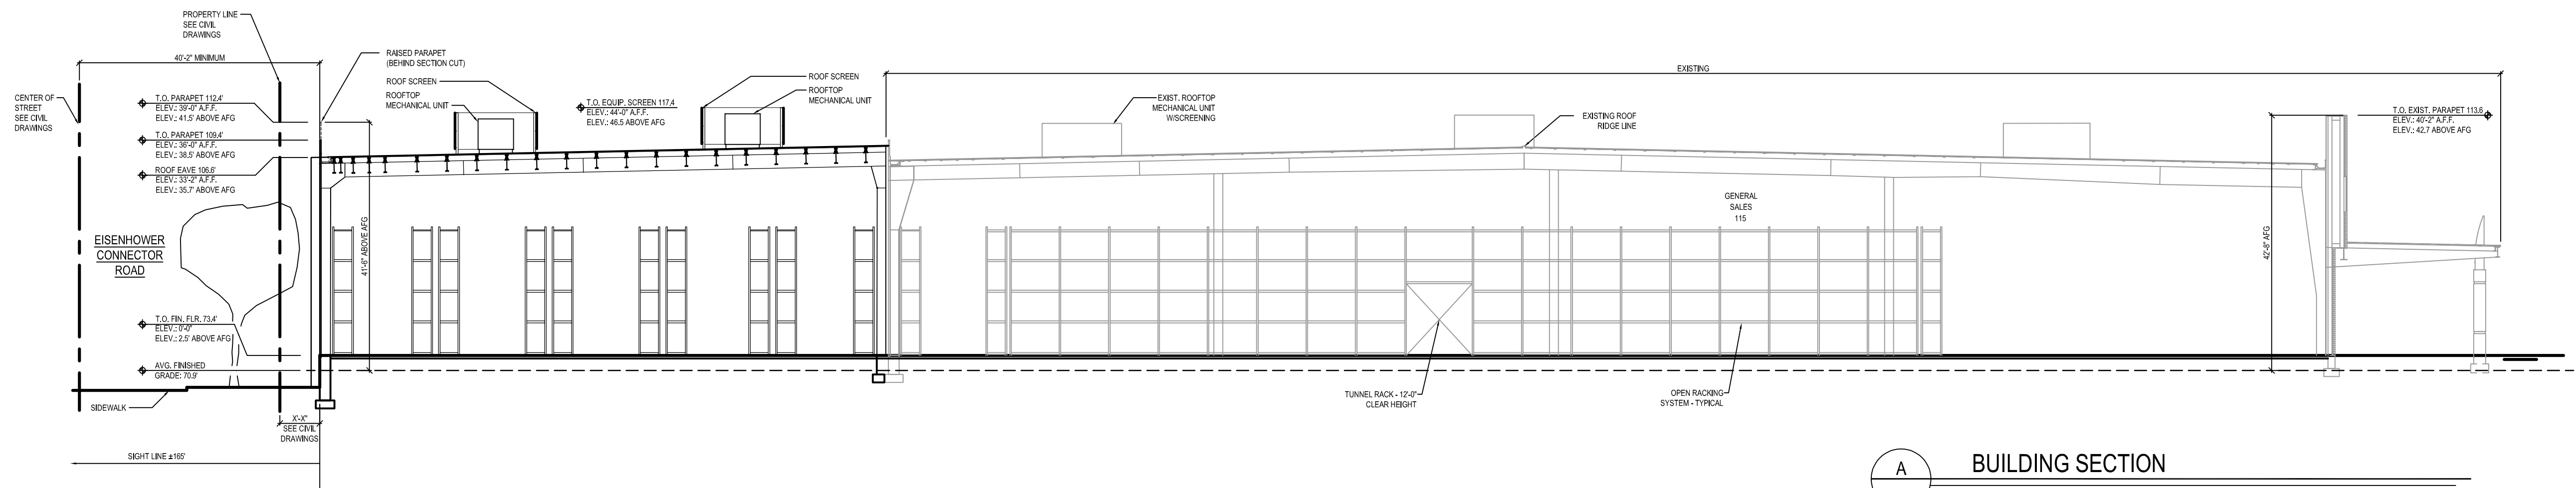 PROPERTY LINE
SEE CIVIL
DRAWINGS
40'-2" MINIMUM
RAISED PARAPET
(BEHIND SECTION CUT)
ROOF SCREEN
ROOFTOP
MECHANICAL UNIT
CENTER OF
STREET
SEE CIVIL
DRAWINGS
T.O. PARAPET 112.4'
ELEV.: 39'-0" A.F.F.
ELEV.: 41.5' ABOVE AFG
T.O. PARAPET 109.4'
ELEV.: 36'-0" A.F.F.
ELEV.: 38.5' ABOVE AFG
ROOF EAVE 106.6'
ELEV.: 33'-2" A.F.F.
ELEV.: 35.7' ABOVE AFG
EISENHOWER
CONNECTOR
ROAD
T.O. FIN. FLR. 73.4'
ELEV.: 0'-0"
ELEV.: 2.5' ABOVE AFG
AVG. FINISHED
GRADE: 70.9'
SIDEWALK
X'-X"
SEE CIVIL
DRAWINGS
SIGHT LINE ±165'
41'-6" ABOVE AFG
T.O. EQUIP. SCREEN 117.4
ELEV.: 44'-0" A.F.F.
ELEV.: 46.5 ABOVE AFG
ROOF SCREEN
ROOFTOP
MECHANICAL UNIT
EXISTING
EXIST. ROOFTOP
MECHANICAL UNIT
W/SCREENING
EXISTING ROOF
RIDGE LINE
GENERAL
SALES
115
TUNNEL RACK - 12'-0"
CLEAR HEIGHT
OPEN RACKING
SYSTEM - TYPICAL
42'-8" AFG
T.O. EXIST. PARAPET 113.6
ELEV.: 40'-2" A.F.F.
ELEV.: 42.7 ABOVE AFG
A
BUILDING SECTION